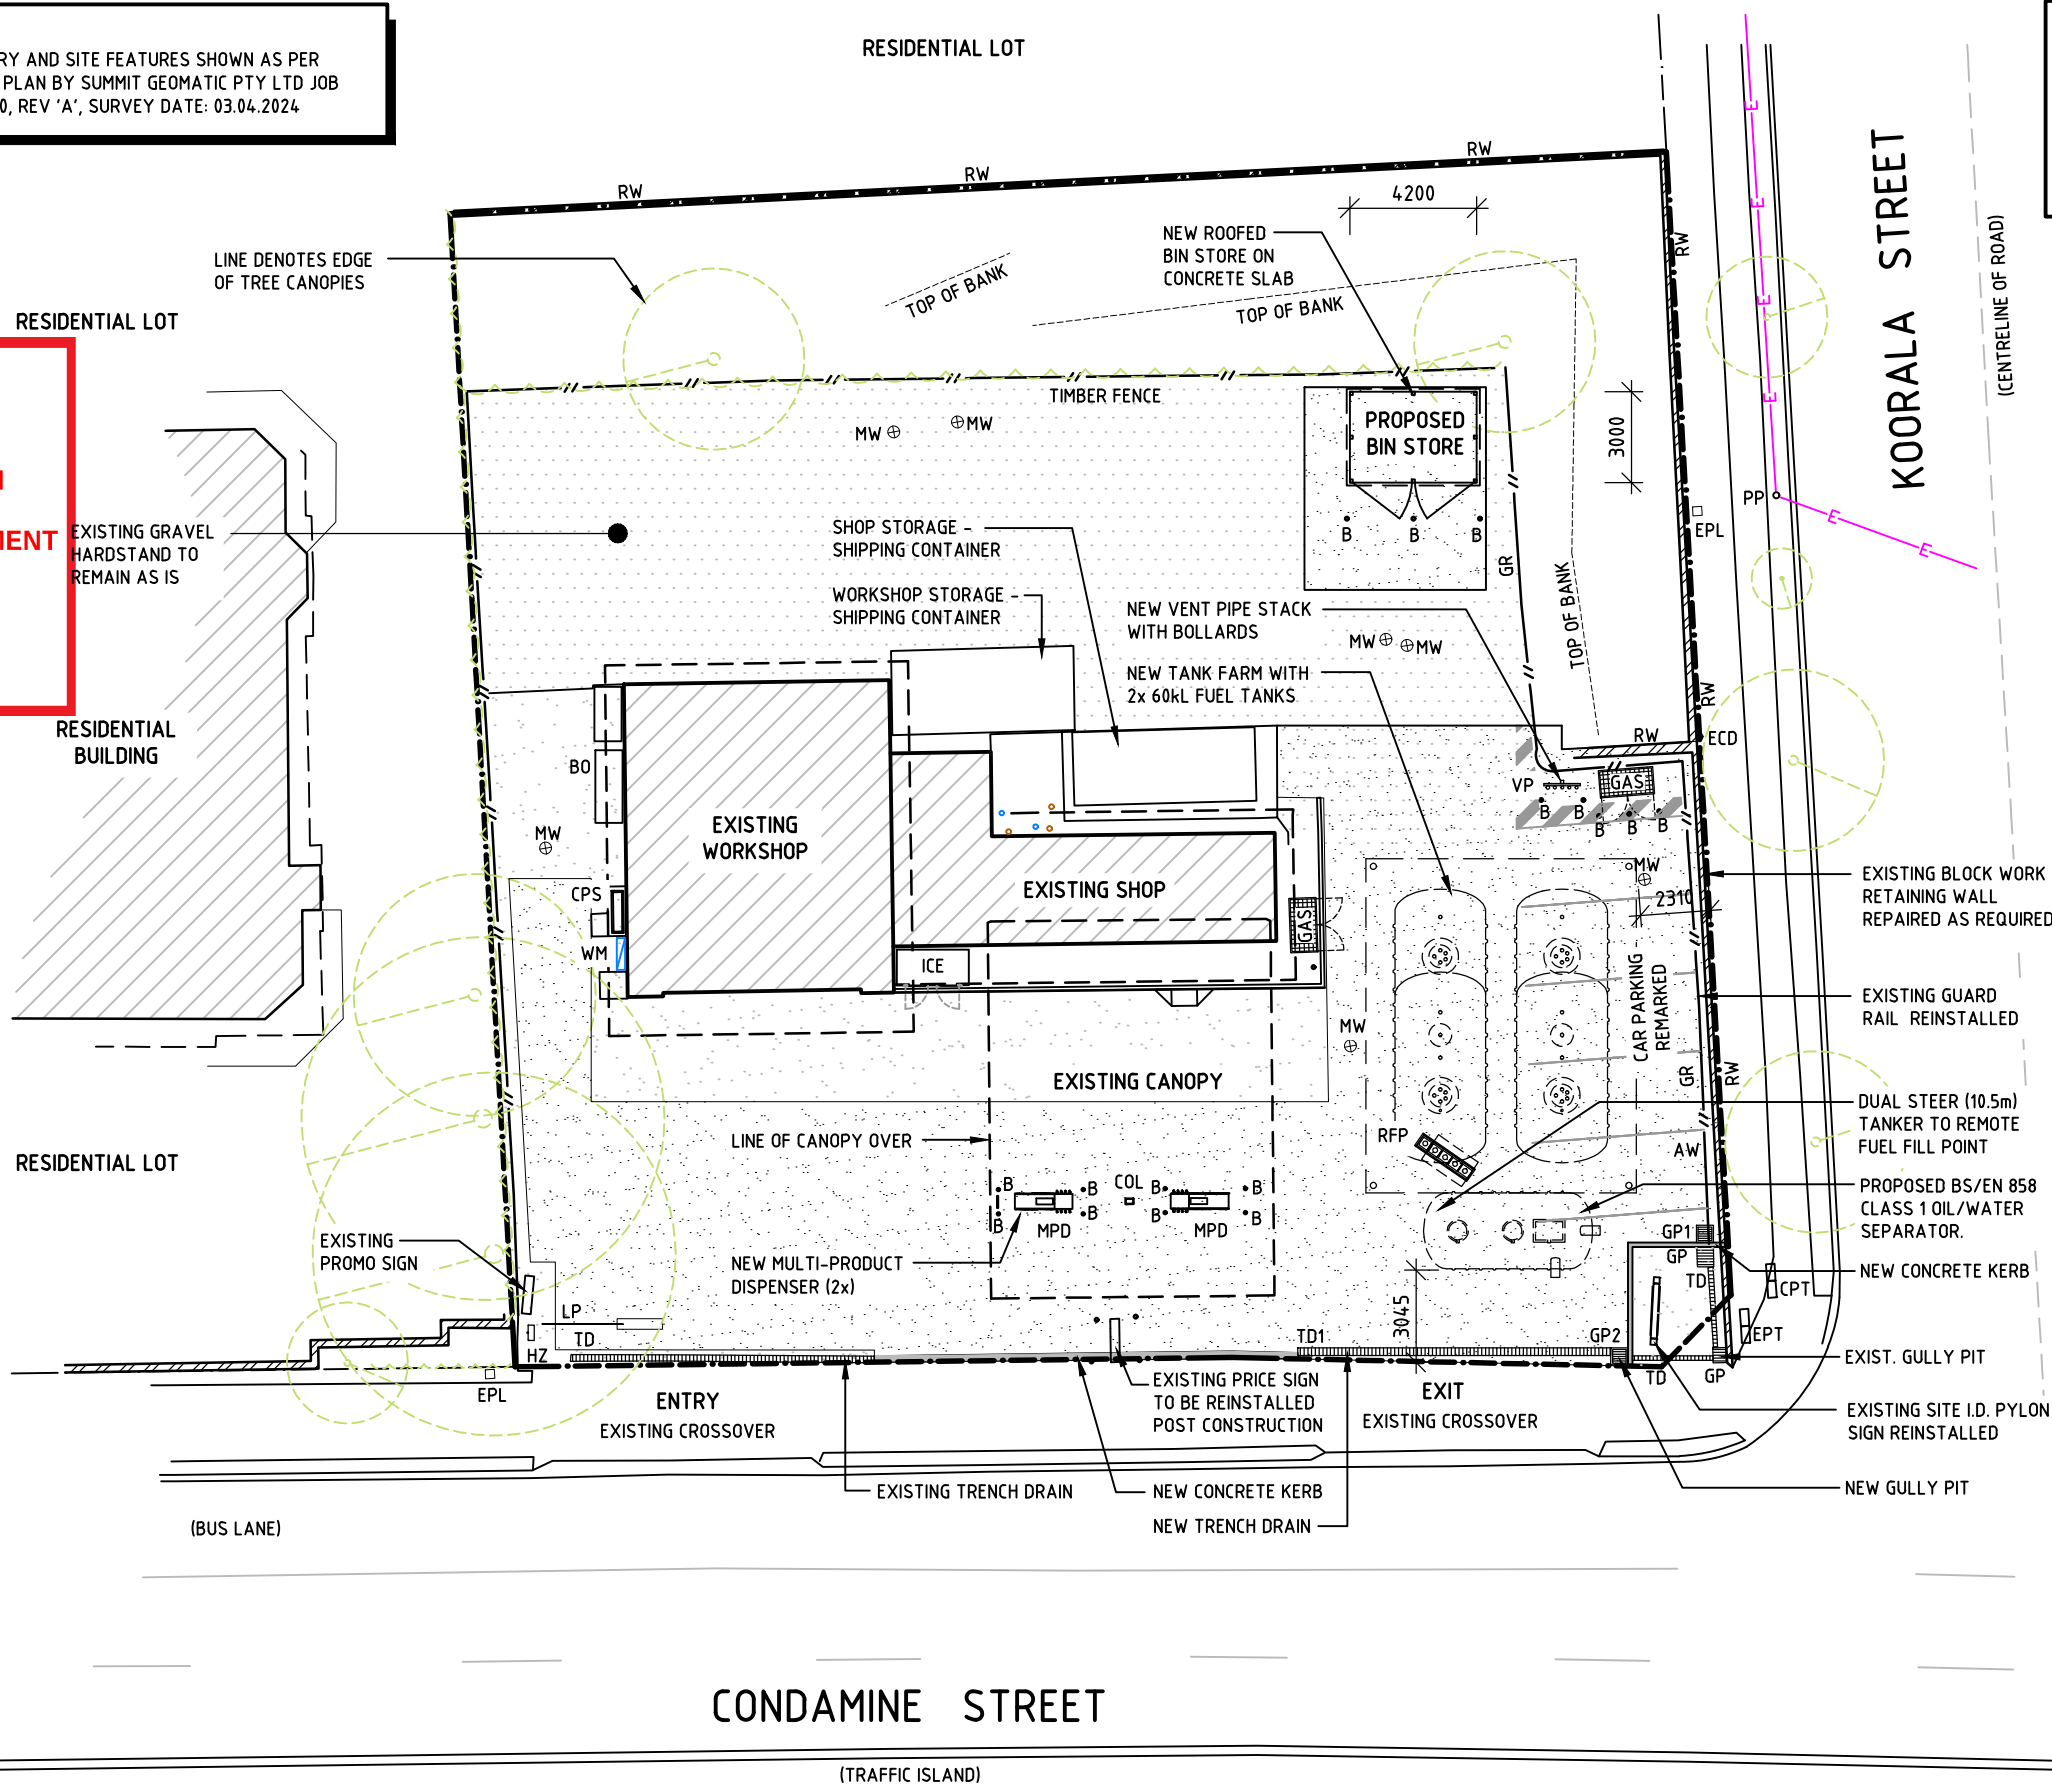 RY AND SITE FEATURES SHOWN AS PER
PLAN BY SUMMIT GEOMATIC PTY LTD JOB
0, REV 'A', SURVEY DATE: 03.04.2024
RESIDENTIAL LOT
RW
RW
RW
4200
NEW ROOFED
BIN STORE ON
CONCRETE SLAB
LINE DENOTES EDGE
OF TREE CANOPIES
TOP OF BANK
TOP OF BANK
RW
KOORALA STREET
(CENTRELINE OF ROAD)
E
E
E
E
RESIDENTIAL LOT
TIMBER FENCE
MW
MW
PROPOSED
BIN STORE
3000
PP
E
E
EPL
IENT
EXISTING GRAVEL
HARDSTAND TO
REMAIN AS IS
SHOP STORAGE -
SHIPPING CONTAINER
B
B
B
GR
TOP OF BANK
WORKSHOP STORAGE -
SHIPPING CONTAINER
NEW VENT PIPE STACK
WITH BOLLARDS
MW
MW
NEW TANK FARM WITH
2x 60kL FUEL TANKS
RW
RESIDENTIAL
BUILDING
RW
ECD
BO
VP
GAS
B
B
B
B
B
EXISTING
WORKSHOP
MW
MW
EXISTING BLOCK WORK
RETAINING WALL
REPAIRED AS REQUIRED
EXISTING SHOP
CPS
2310
GAS
WM
ICE
CAR PARKING
REMARKED
EXISTING GUARD
RAIL REINSTALLED
MW
EXISTING CANOPY
GR
RW
DUAL STEER (10.5m)
TANKER TO REMOTE
FUEL FILL POINT
LINE OF CANOPY OVER
RFP
AW
RESIDENTIAL LOT
B
B
B
B
COL
B
B
B
B
MPD
MPD
PROPOSED BS/EN 858
CLASS 1 OIL/WATER
SEPARATOR.
GP1
GP
TD
EXISTING
PROMO SIGN
NEW MULTI-PRODUCT
DISPENSER (2x)
NEW CONCRETE KERB
CPT
LP
TD
HZ
3045
TD1
GP2
EPT
TD
GP
EXIST. GULLY PIT
EPL
ENTRY
EXISTING CROSSOVER
EXISTING PRICE SIGN
TO BE REINSTALLED
POST CONSTRUCTION
EXIT
EXISTING CROSSOVER
EXISTING SITE I.D. PYLON
SIGN REINSTALLED
EXISTING TRENCH DRAIN
NEW CONCRETE KERB
NEW GULLY PIT
NEW TRENCH DRAIN
(BUS LANE)
CONDAMINE STREET
(TRAFFIC ISLAND)